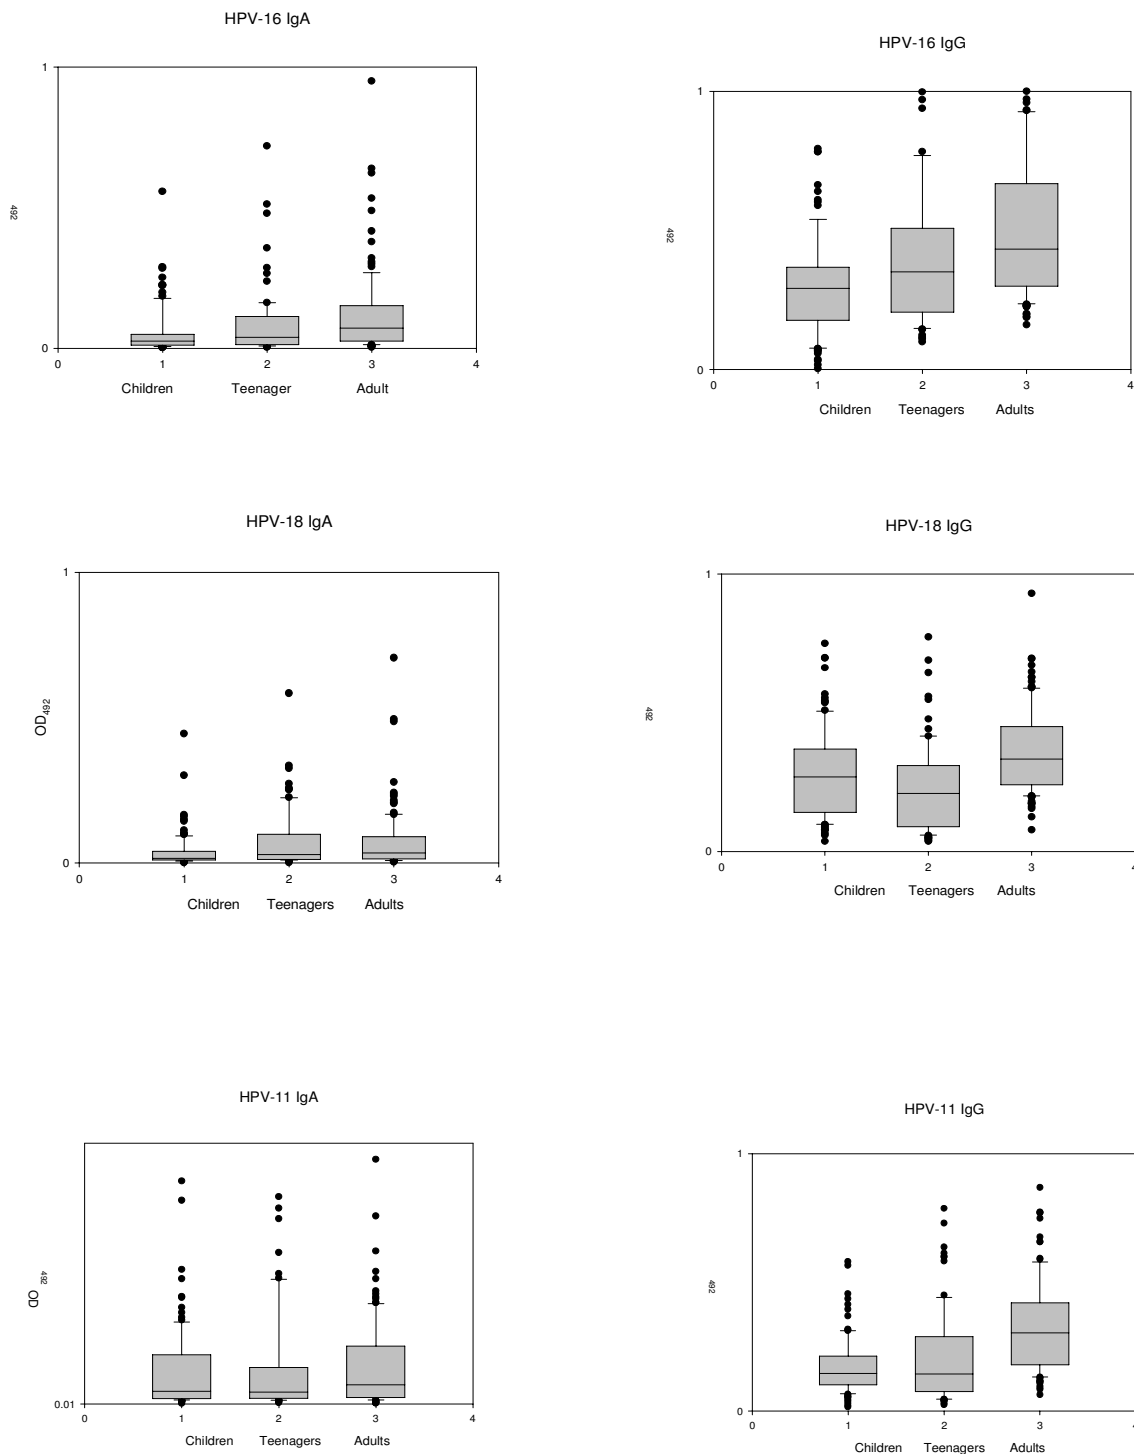 HPV-16 IgA
1
492
0
0 1 2 3 4
Children Teenager Adult
HPV-16 IgG
1
492
0
0 1 2 3 4
Children Teenagers Adults
HPV-18 IgA
1
OD492
0
0 1 2 3 4
Children Teenagers Adults
HPV-18 IgG
1
492
0
0 1 2 3 4
Children Teenagers Adults
HPV-11 IgA
OD 492
0.01
0 1 2 3 4
Children Teenagers Adults
HPV-11 IgG
1
492
0
0 1 2 3 4
Children Teenagers Adults